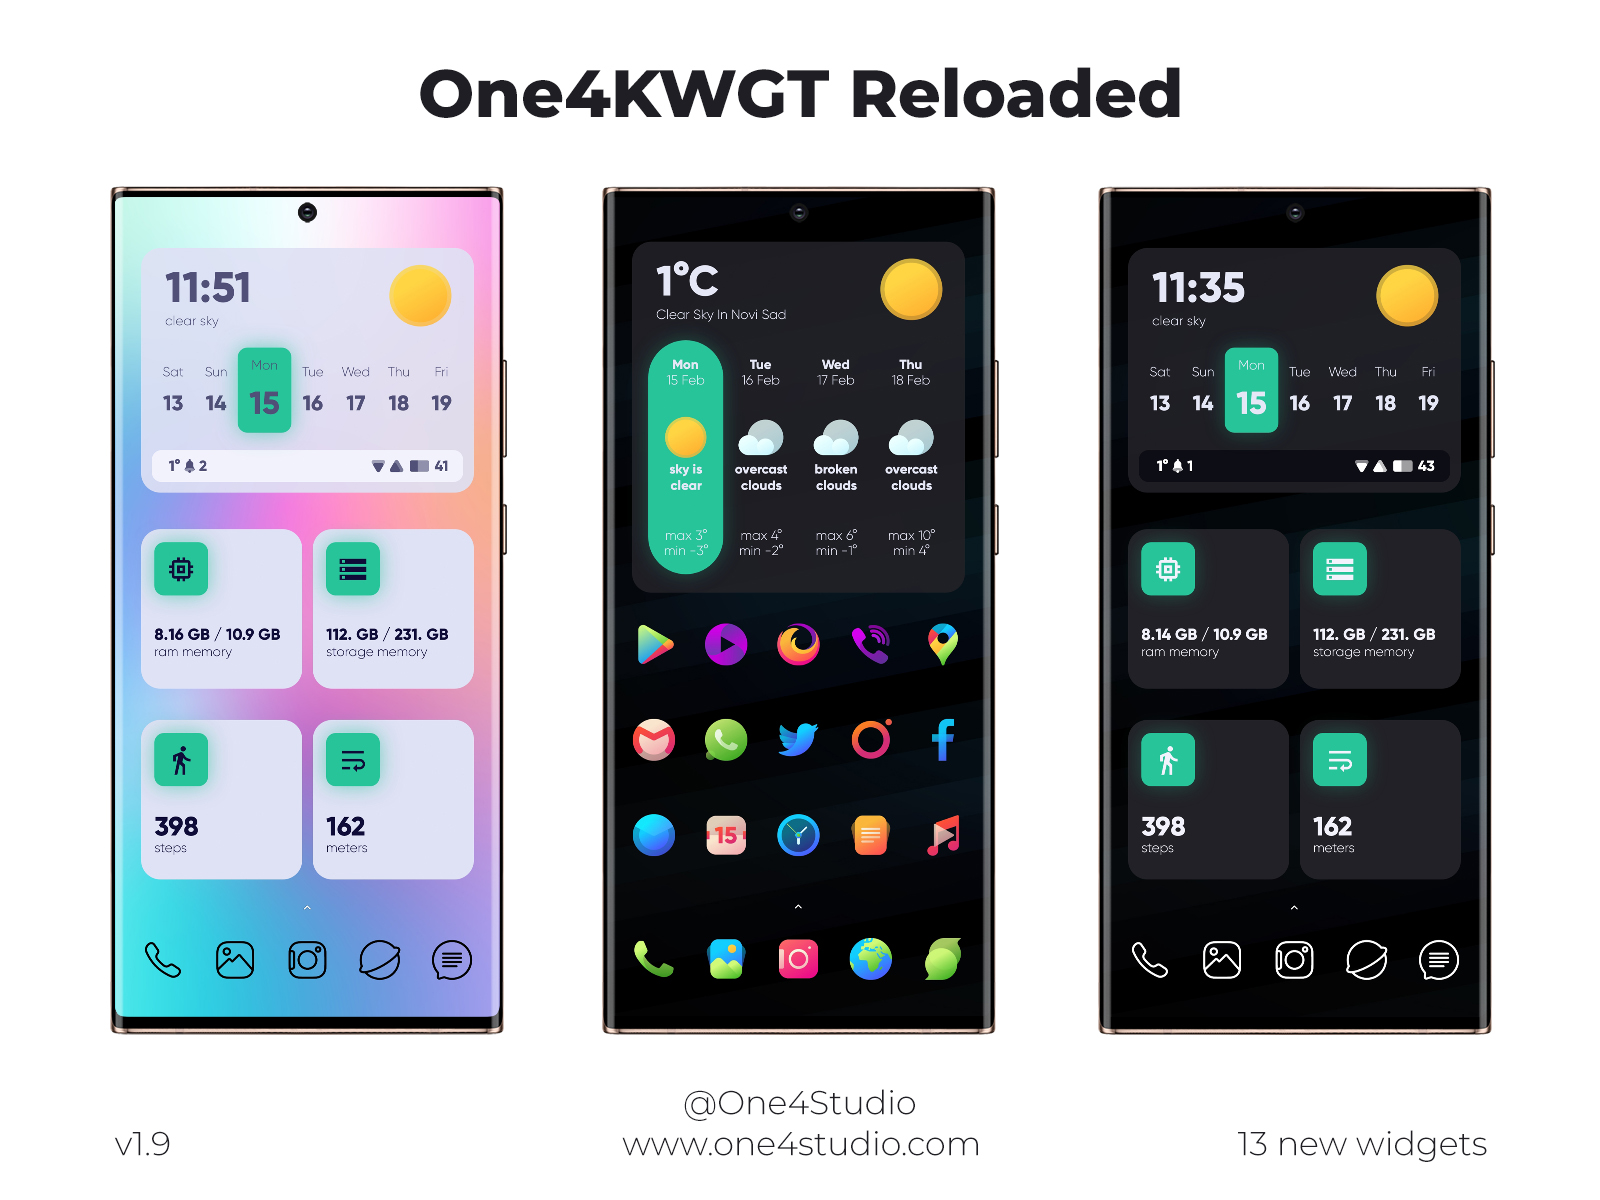 One4KWGT Reloaded
11:51
clear sky
Sat Sun Mon Tue Wed Thu Fri
13 14 15 16 17 18 19
1° 2 41
8.16 GB / 10.9 GB
ram memory
112. GB / 231. GB
storage memory
398
steps
162
meters
1°C
Clear Sky In Novi Sad
Mon Tue Wed Thu
15 Feb 16 Feb 17 Feb 18 Feb
sky is overcast broken overcast
clear clouds clouds clouds
max 3° max 4° max 6° max 10°
min -3° min -2° min -1° min 4°
15
11:35
clear sky
Sat Sun Mon Tue Wed Thu Fri
13 14 15 16 17 18 19
1° 1 43
8.14 GB / 10.9 GB
ram memory
112. GB / 231. GB
storage memory
398
steps
162
meters
@One4Studio
v1.9
www.one4studio.com
13 new widgets